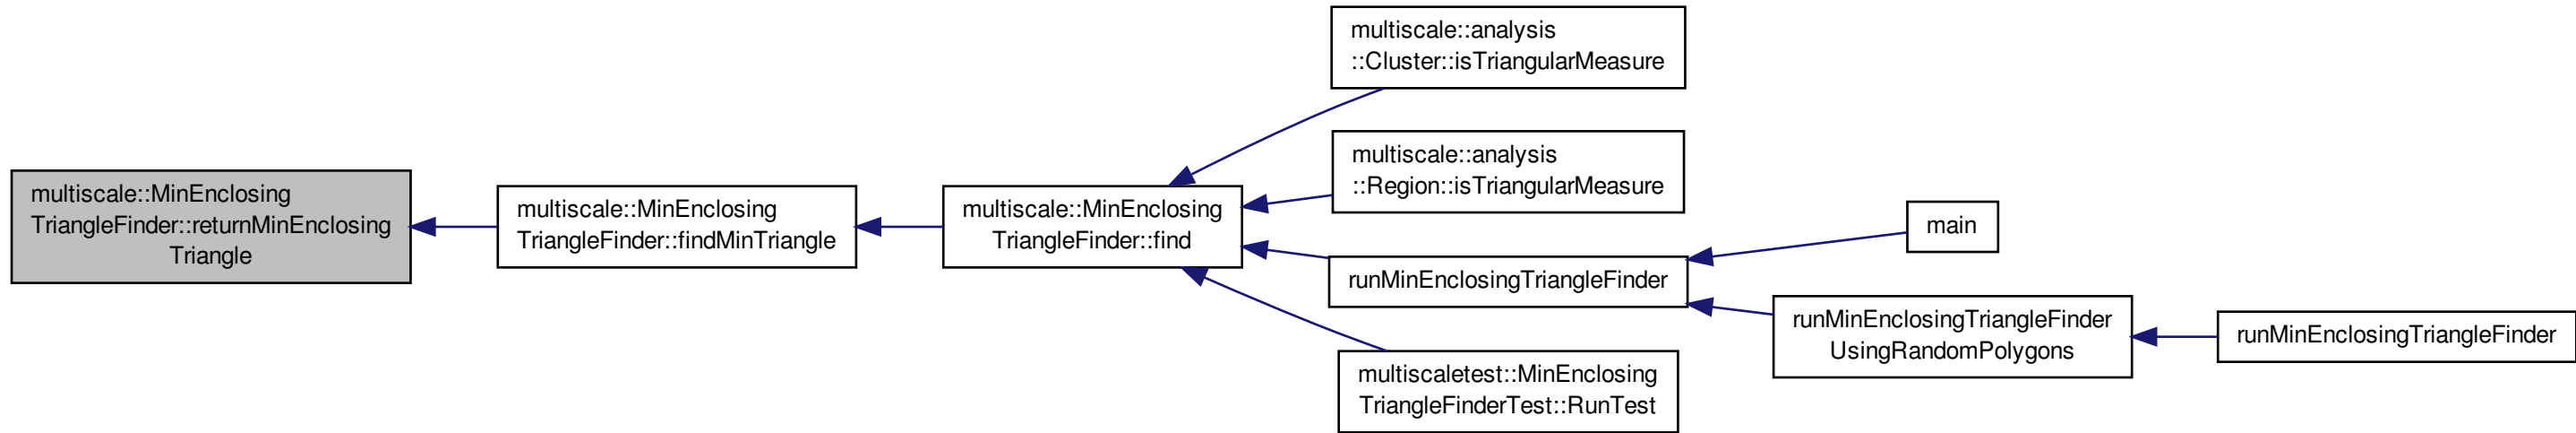 multiscale::MinEnclosing
TriangleFinder::returnMinEnclosing
Triangle
multiscale::MinEnclosing
TriangleFinder::findMinTriangle
multiscale::MinEnclosing
TriangleFinder::find
multiscale::analysis
::Cluster::isTriangularMeasure
multiscale::analysis
::Region::isTriangularMeasure
runMinEnclosingTriangleFinder
multiscaletest::MinEnclosing
TriangleFinderTest::RunTest
main
runMinEnclosingTriangleFinder
UsingRandomPolygons
runMinEnclosingTriangleFinder